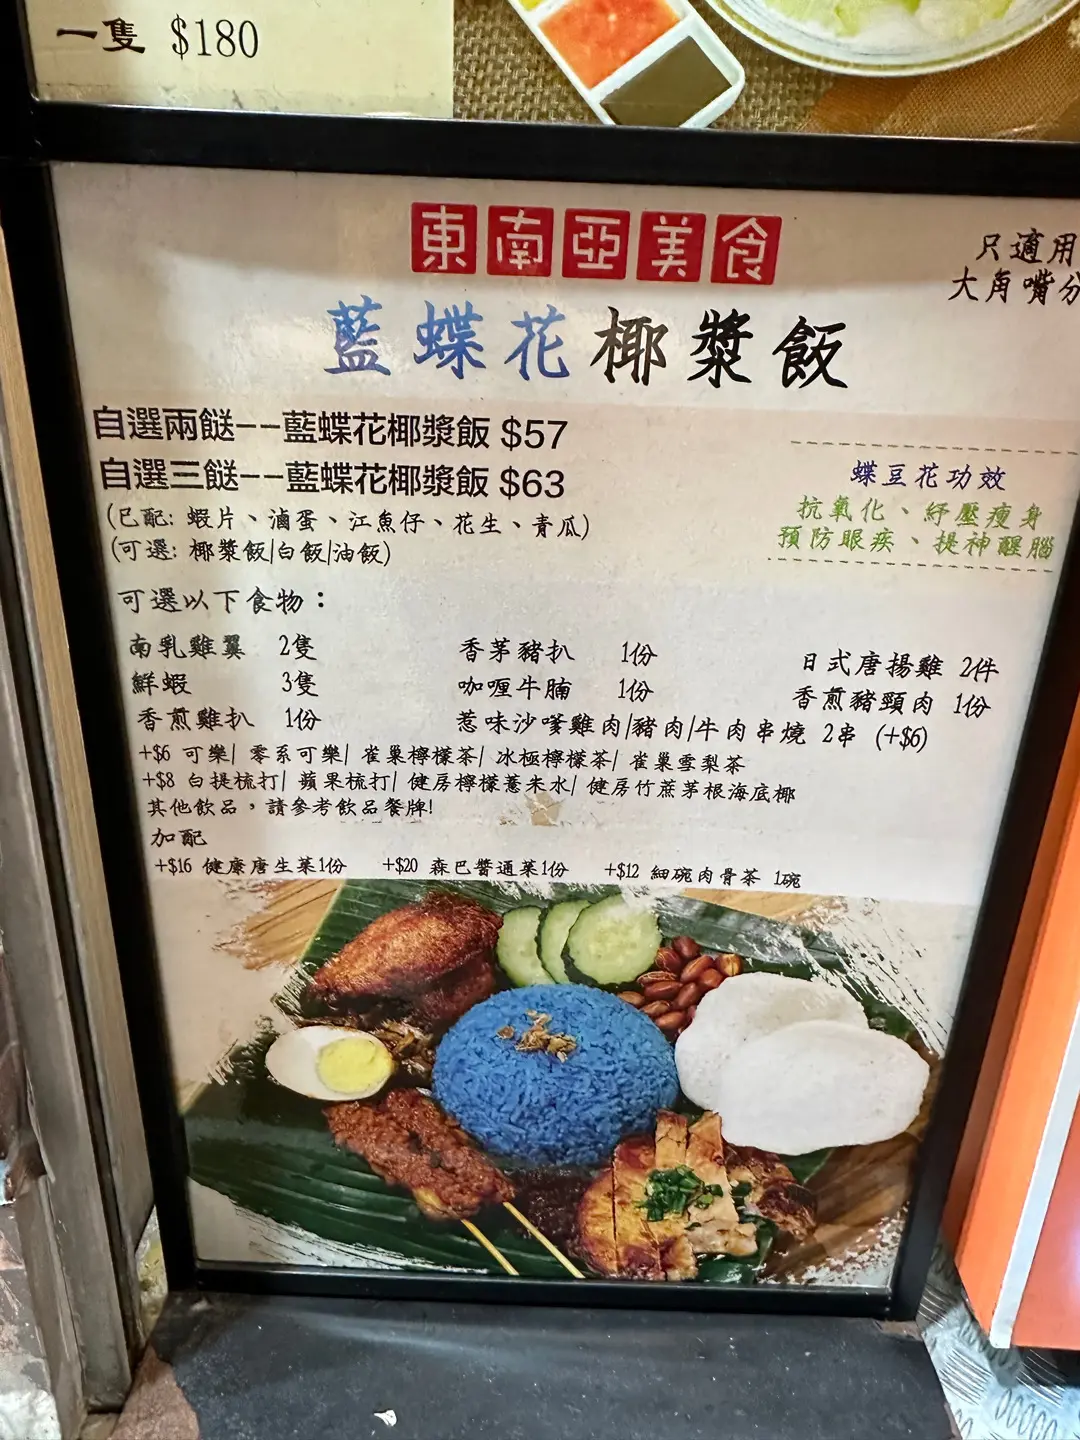 一隻 $180
東南亞美食
只適用
大角嘴分
藍蝶花椰漿飯
自選兩餸--藍蝶花椰漿飯 $57
自選三餸--藍蝶花椰漿飯 $63
(已配: 蝦片、滷蛋、江魚仔、花生、青瓜)
(可選: 椰漿飯|白飯|油飯)
蝶豆花功效
抗氧化、紓壓瘦身
預防眼疾、提神醒腦
可選以下食物：
南乳雞翼 2隻 香茅豬扒 1份 日式唐揚雞 2件
鮮蝦 3隻 咖喱牛腩 1份 香煎豬頸肉 1份
香煎雞扒 1份 惹味沙嗲雞肉|豬肉|牛肉串燒 2串 (+$6)
+$6 可樂| 零系可樂| 雀巢檸檬茶| 冰極檸檬茶| 雀巢雪梨茶
+$8 白提梳打| 蘋果梳打| 健房檸檬薏米水| 健房竹蔗茅根海底椰
其他飲品，請參考飲品餐牌!
加配
+$16 健康唐生菜1份 +$20 森巴醬通菜1份 +$12 細碗肉骨茶 1碗